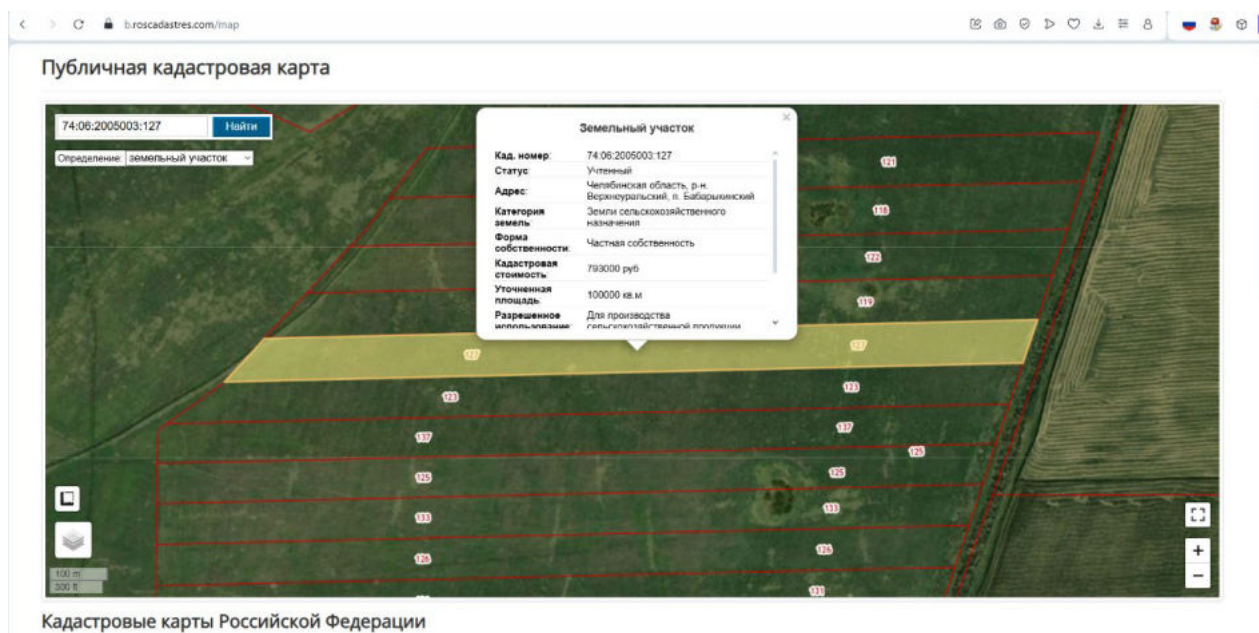 b.roscadastres.com/map
Публичная кадастровая карта
74:06:2005003:127
Найти
Определение: земельный участок
Земельный участок
Кад. номер: 74:06:2005003:127
Статус: Учтенный
Адрес: Челябинская область, р-н.
Верхнеуральский, п. Бабарыкинский
Категория земель: Земли сельскохозяйственного
назначения
Форма собственности: Частная собственность
Кадастровая стоимость: 793000 руб
Уточненная площадь: 100000 кв.м
Разрешенное использование: Для производства
сельскохозяйственной продукции
121
118
122
119
127
127
123
123
137
137
125
125
125
133
133
126
126
131
100 m
300 ft
+
−
Кадастровые карты Российской Федерации